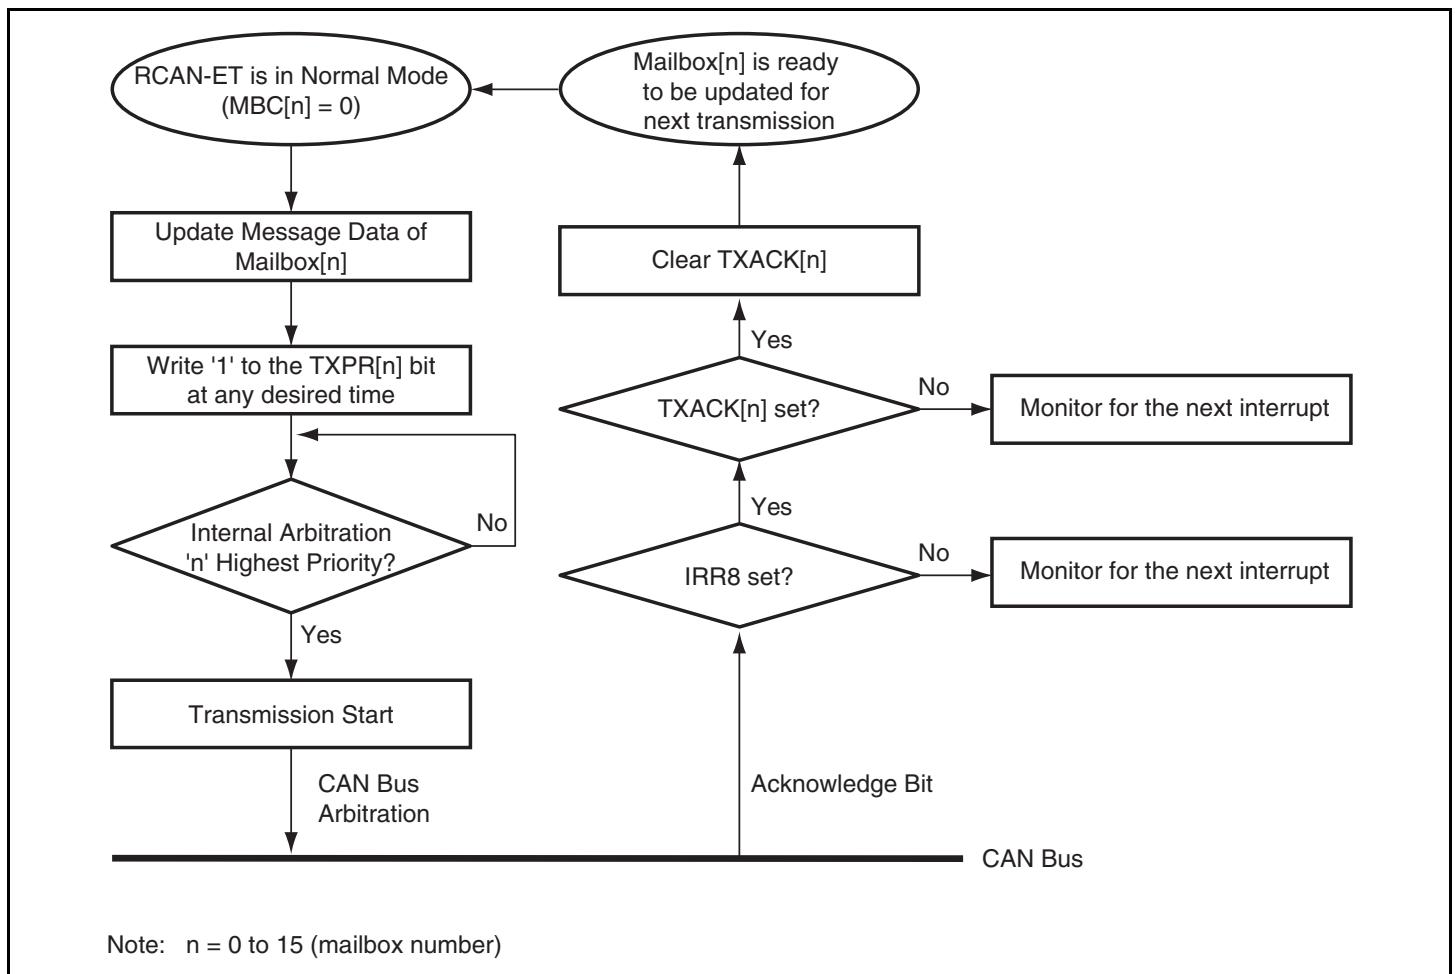 RCAN-ET is in Normal Mode
(MBC[n] = 0)
Mailbox[n] is ready
to be updated for
next transmission
Update Message Data of
Mailbox[n]
Clear TXACK[n]
Yes
Write '1' to the TXPR[n] bit
at any desired time
TXACK[n] set?
No
Monitor for the next interrupt
Yes
Internal Arbitration
'n' Highest Priority?
No
IRR8 set?
No
Monitor for the next interrupt
Yes
Transmission Start
CAN Bus
Arbitration
Acknowledge Bit
CAN Bus
Note: n = 0 to 15 (mailbox number)